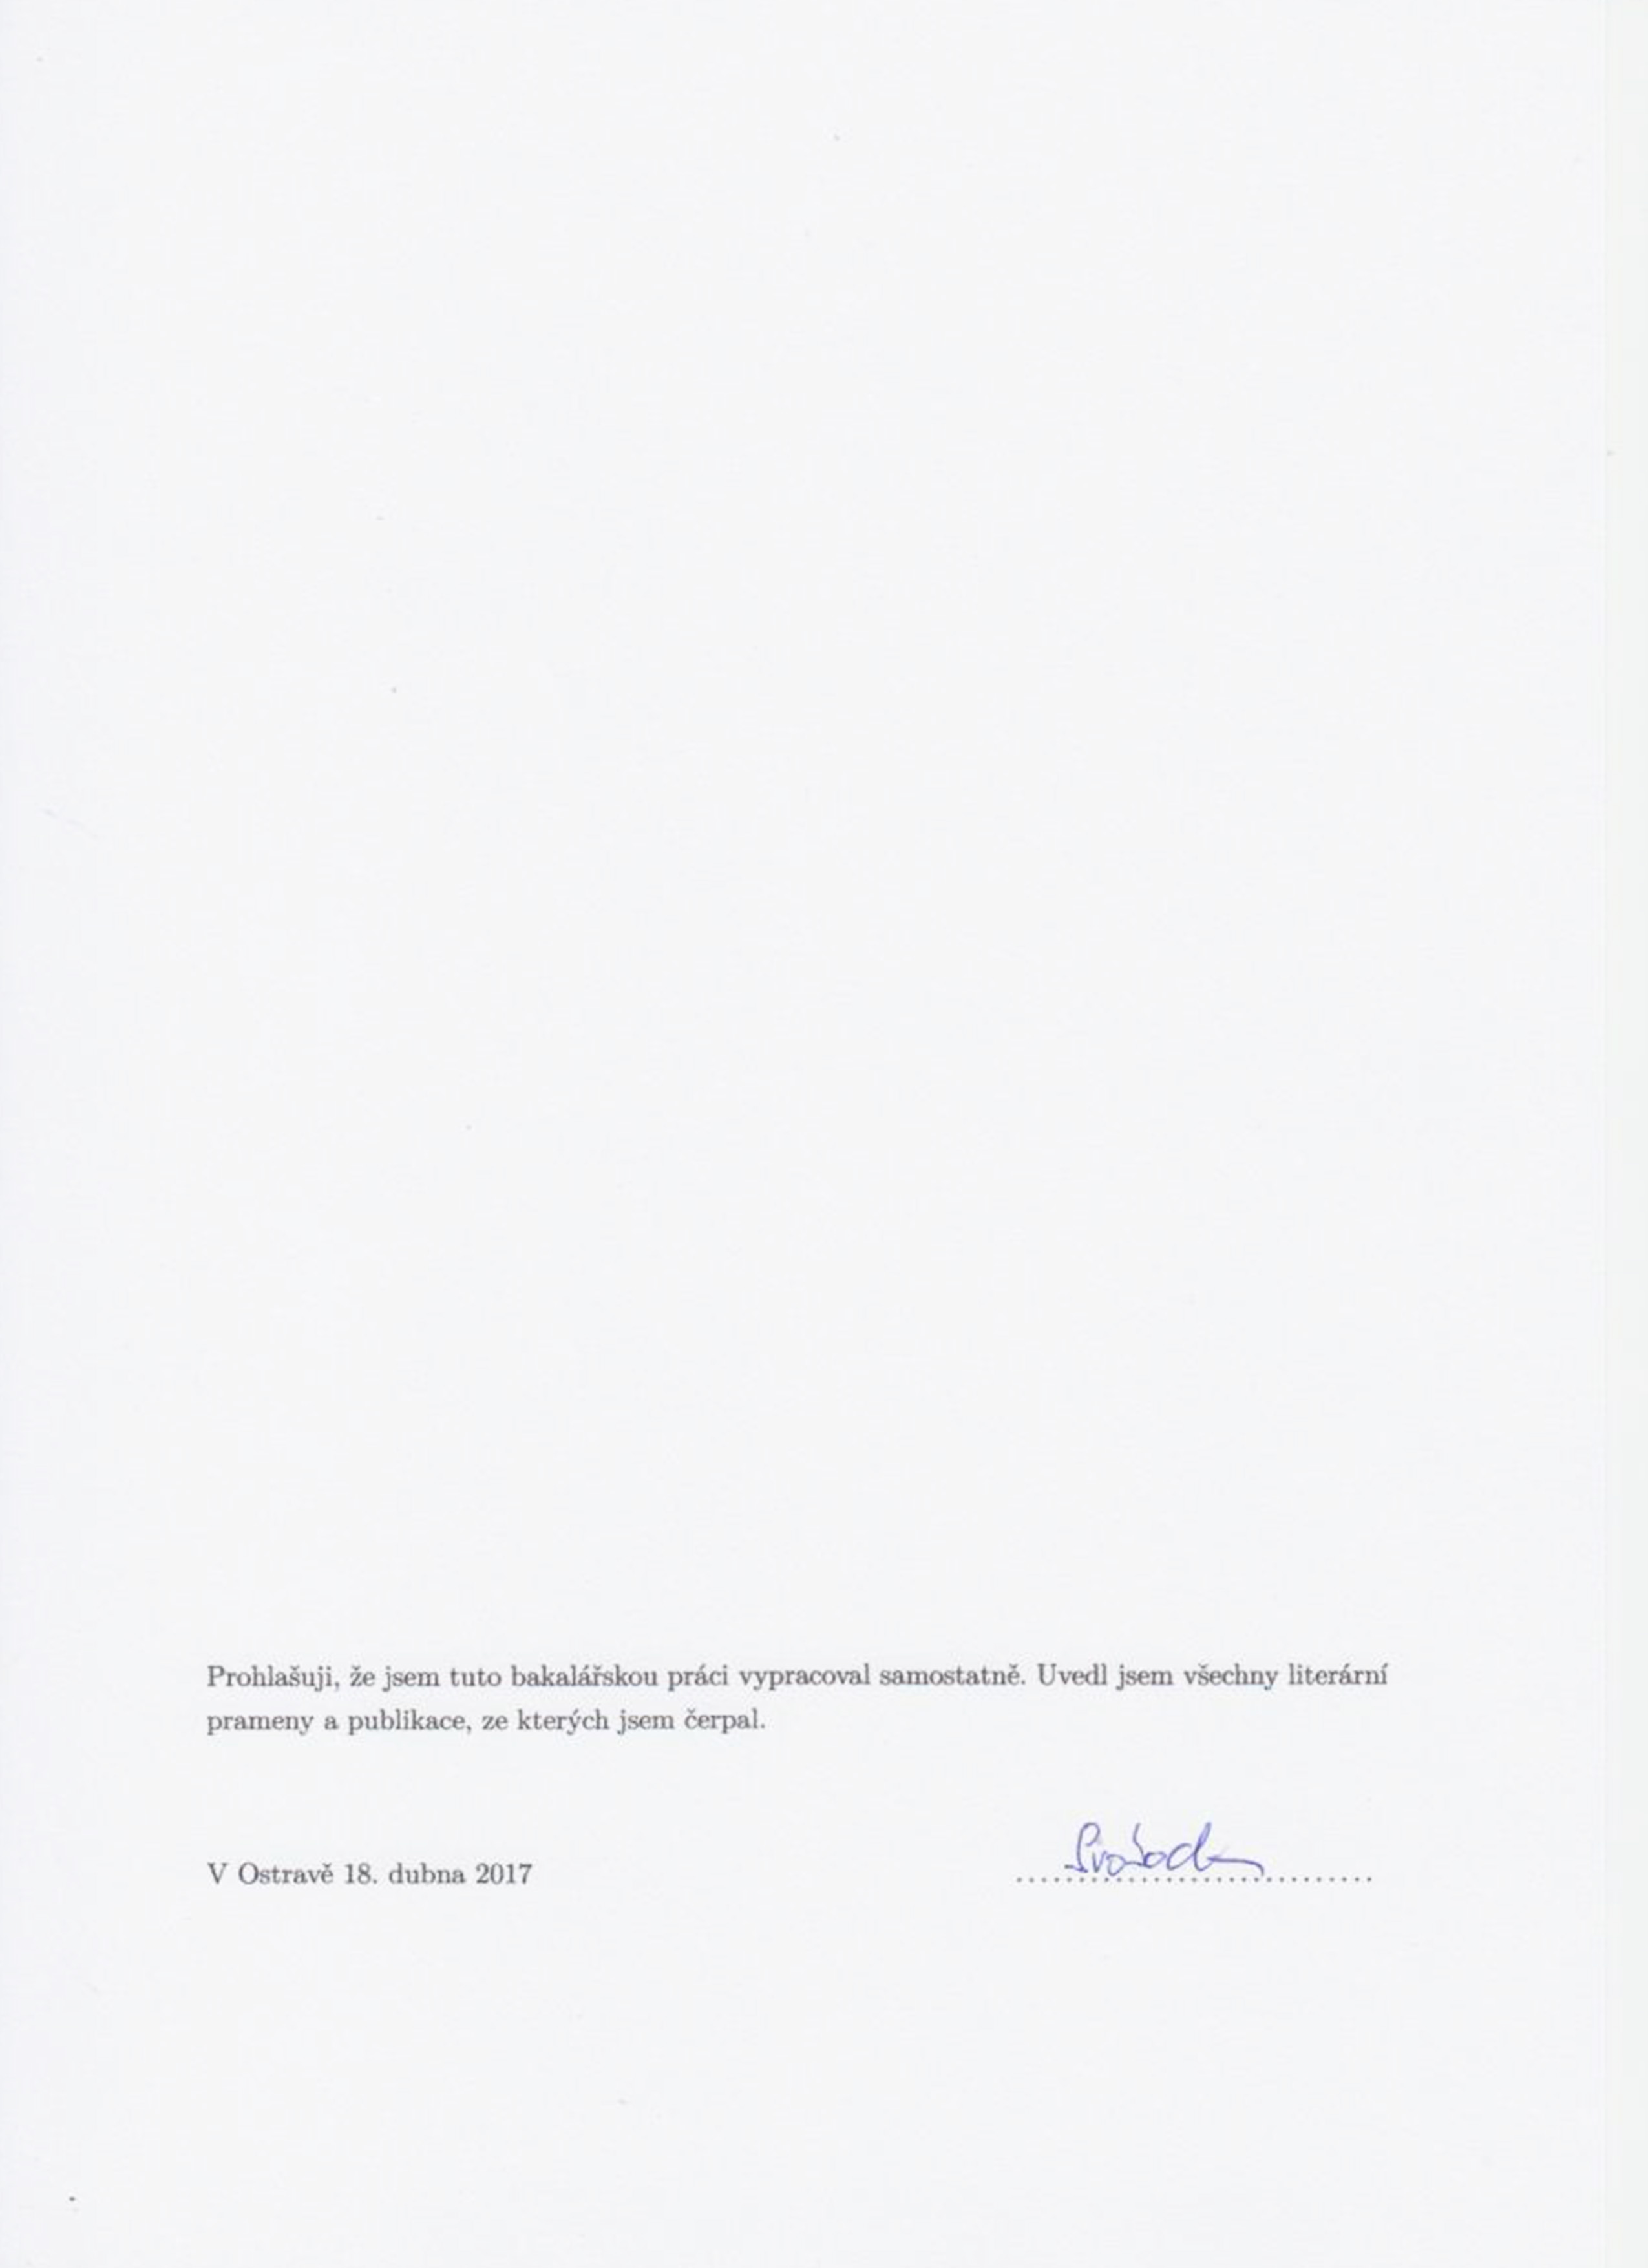 Prohlašuji, že jsem tuto bakalářskou práci vypracoval samostatně. Uvedl jsem všechny literární
prameny a publikace, ze kterých jsem čerpal.
V Ostravě 18. dubna 2017